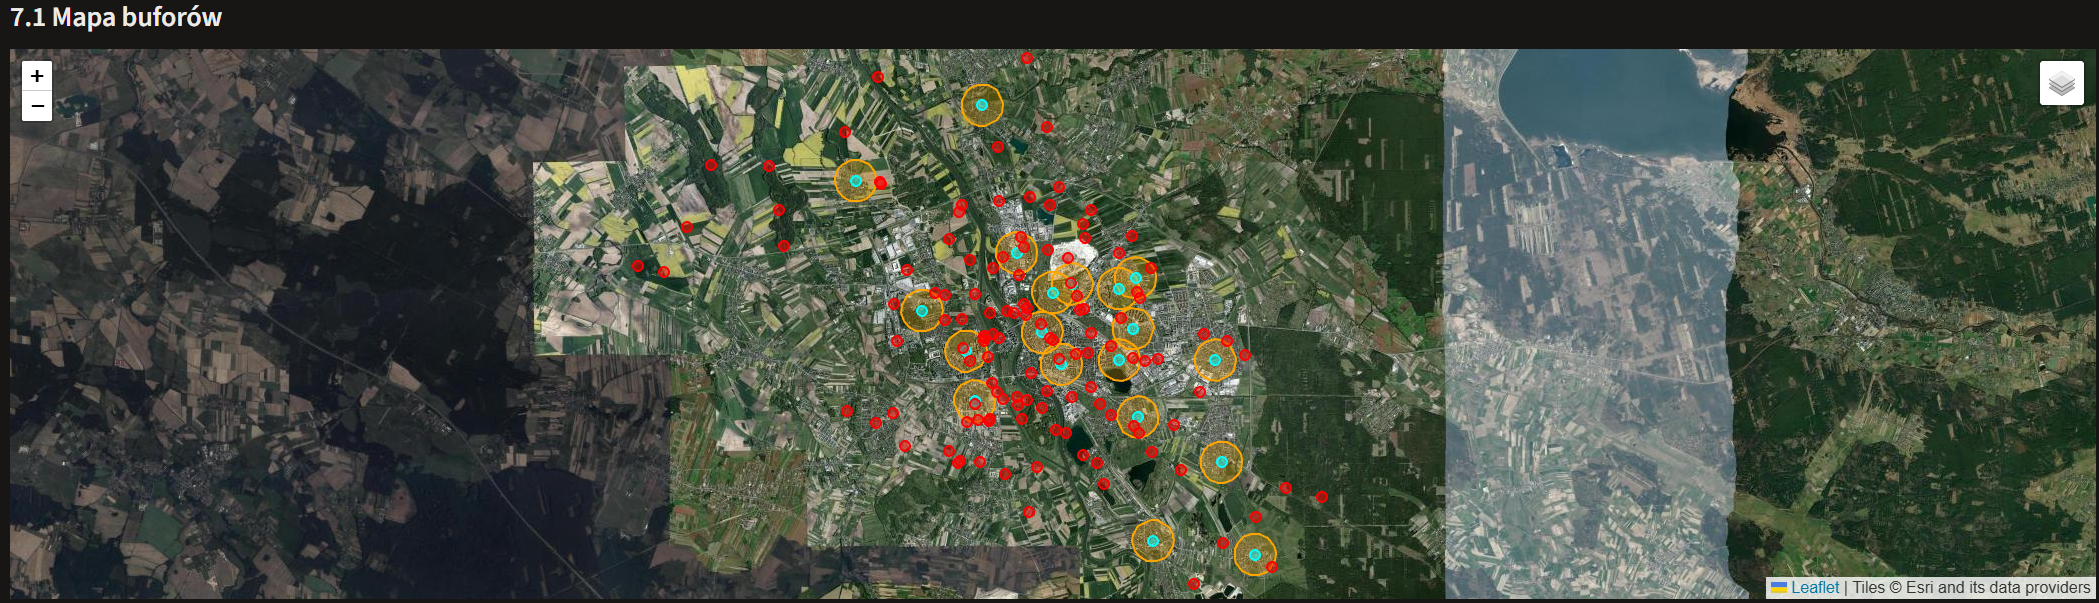 7.1 Mapa buforów
+
−
Leaflet | Tiles © Esri and its data providers